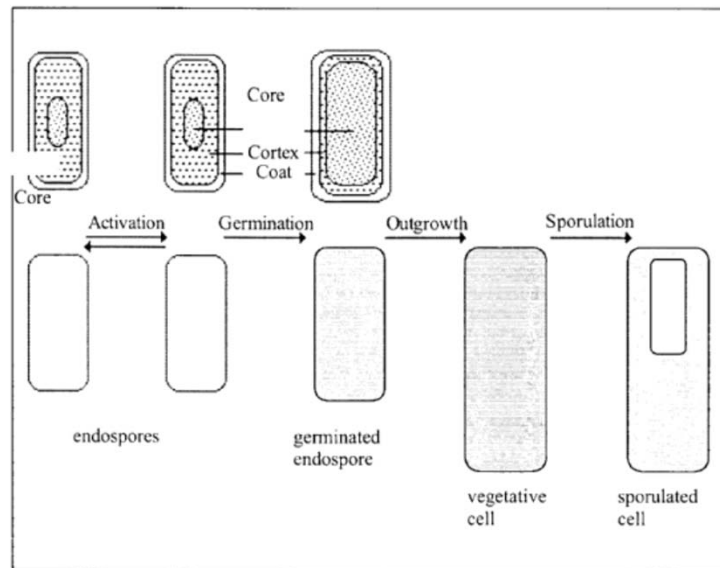 Core
Cortex
Coat
Core
Activation
Germination
Outgrowth
Sporulation
endospores
germinated
endospore
vegetative
cell
sporulated
cell